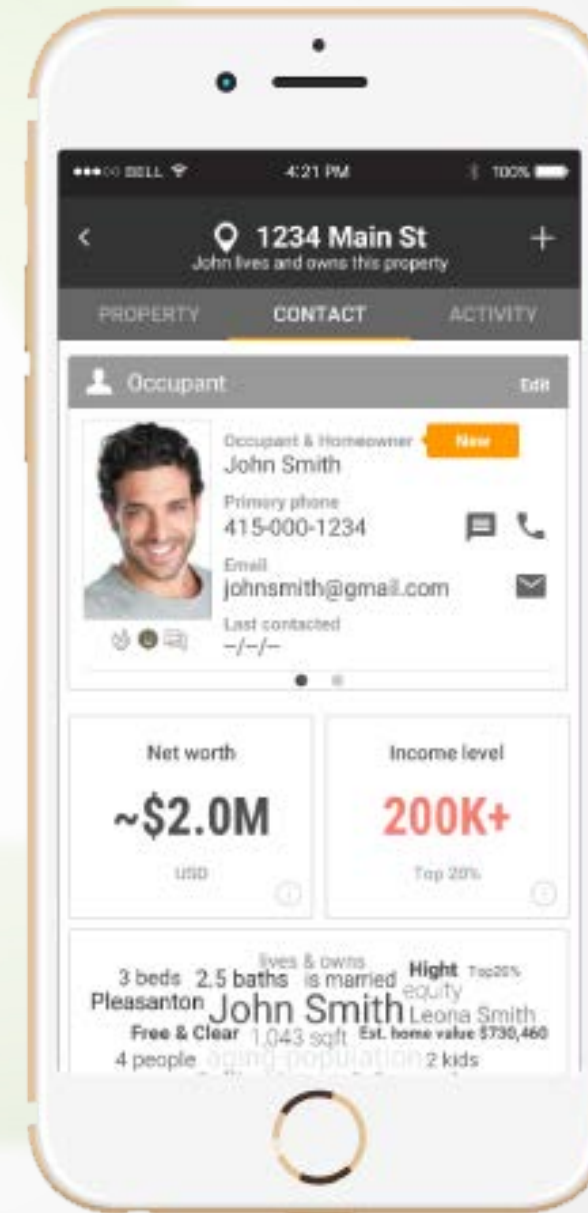 BELL 4:21 PM 100%
1234 Main St
John lives and owns this property
PROPERTY CONTACT ACTIVITY
Occupant Edit
Occupant & Homeowner New
John Smith
Primary phone
415-000-1234
Email
johnsmith@gmail.com
Last contacted
--/--/--
Net worth Income level
~$2.0M 200K+
USD Top 20%
lives & owns
3 beds 2.5 baths is married Hight Top20%
equity
Pleasanton John Smith Leona Smith
Free & Clear 1,043 sqft Est. home value $730,460
4 people aging population 2 kids